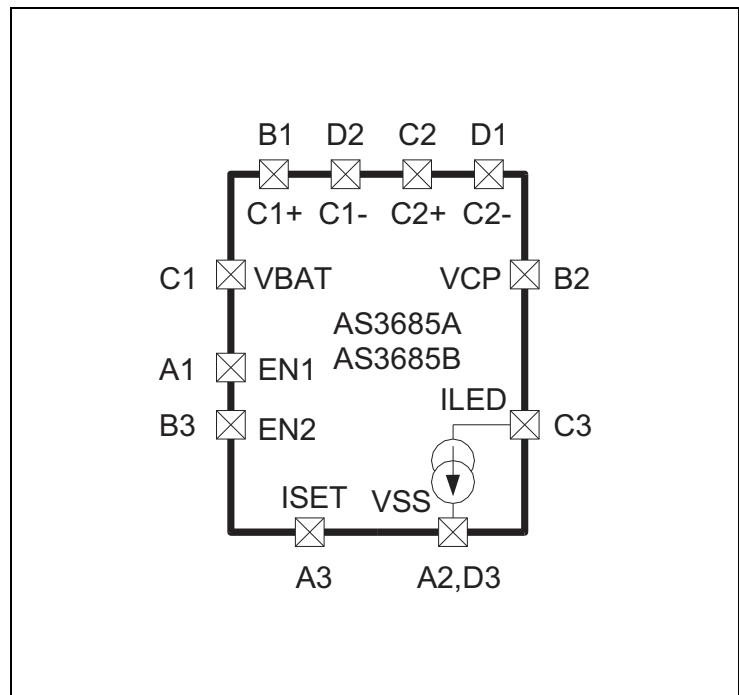 B1 D2 C2 D1
C1+ C1- C2+ C2-
C1 VBAT VCP B2
AS3685A
A1 EN1 AS3685B
ILED
B3 EN2 C3
ISET VSS
A3 A2,D3